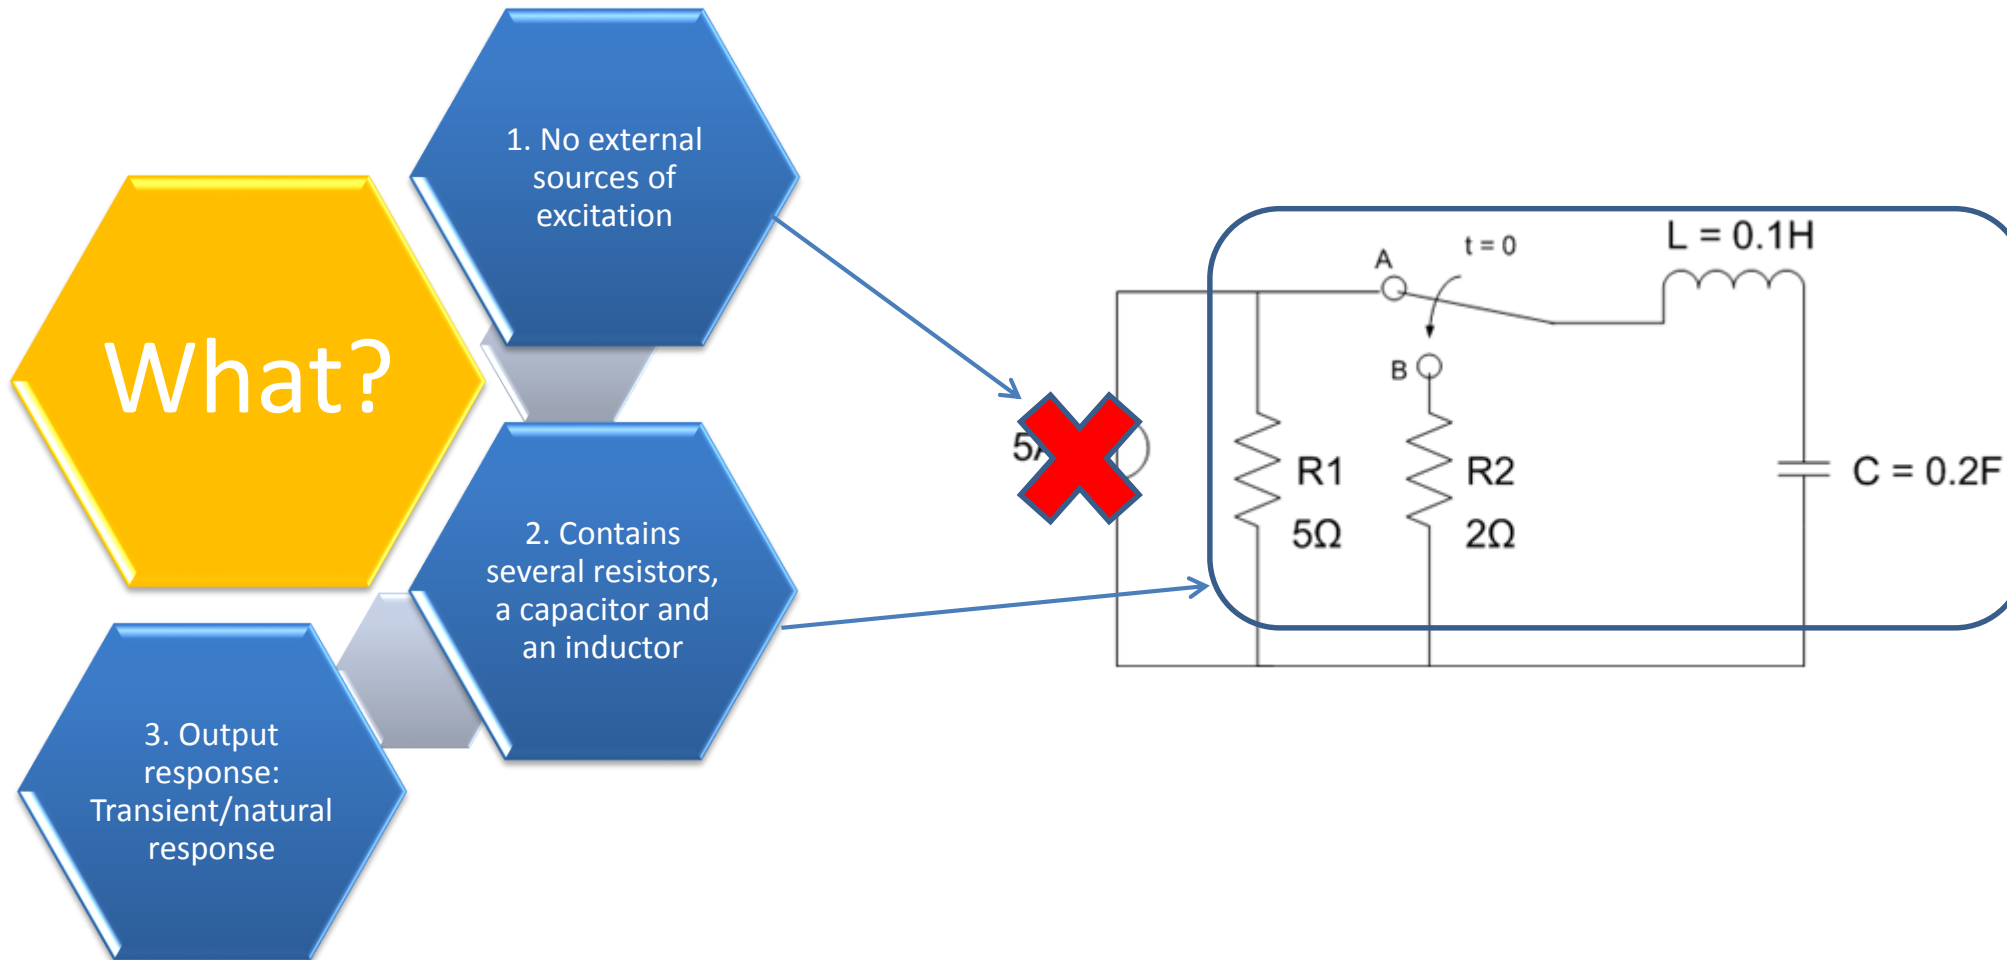 What?
1. No external
sources of
excitation
2. Contains
several resistors,
a capacitor and
an inductor
3. Output
response:
Transient/natural
response
A
t = 0
L = 0.1H
B
R1
5Ω
R2
2Ω
C = 0.2F